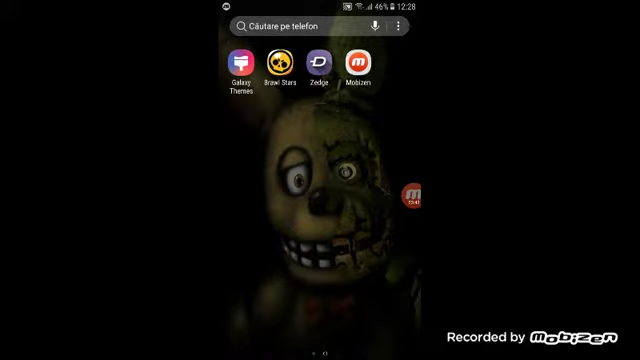 46% 12:28
Căutare pe telefon
Galaxy Themes
Brawl Stars
Zedge
Mobizen
Recorded by Mobizen